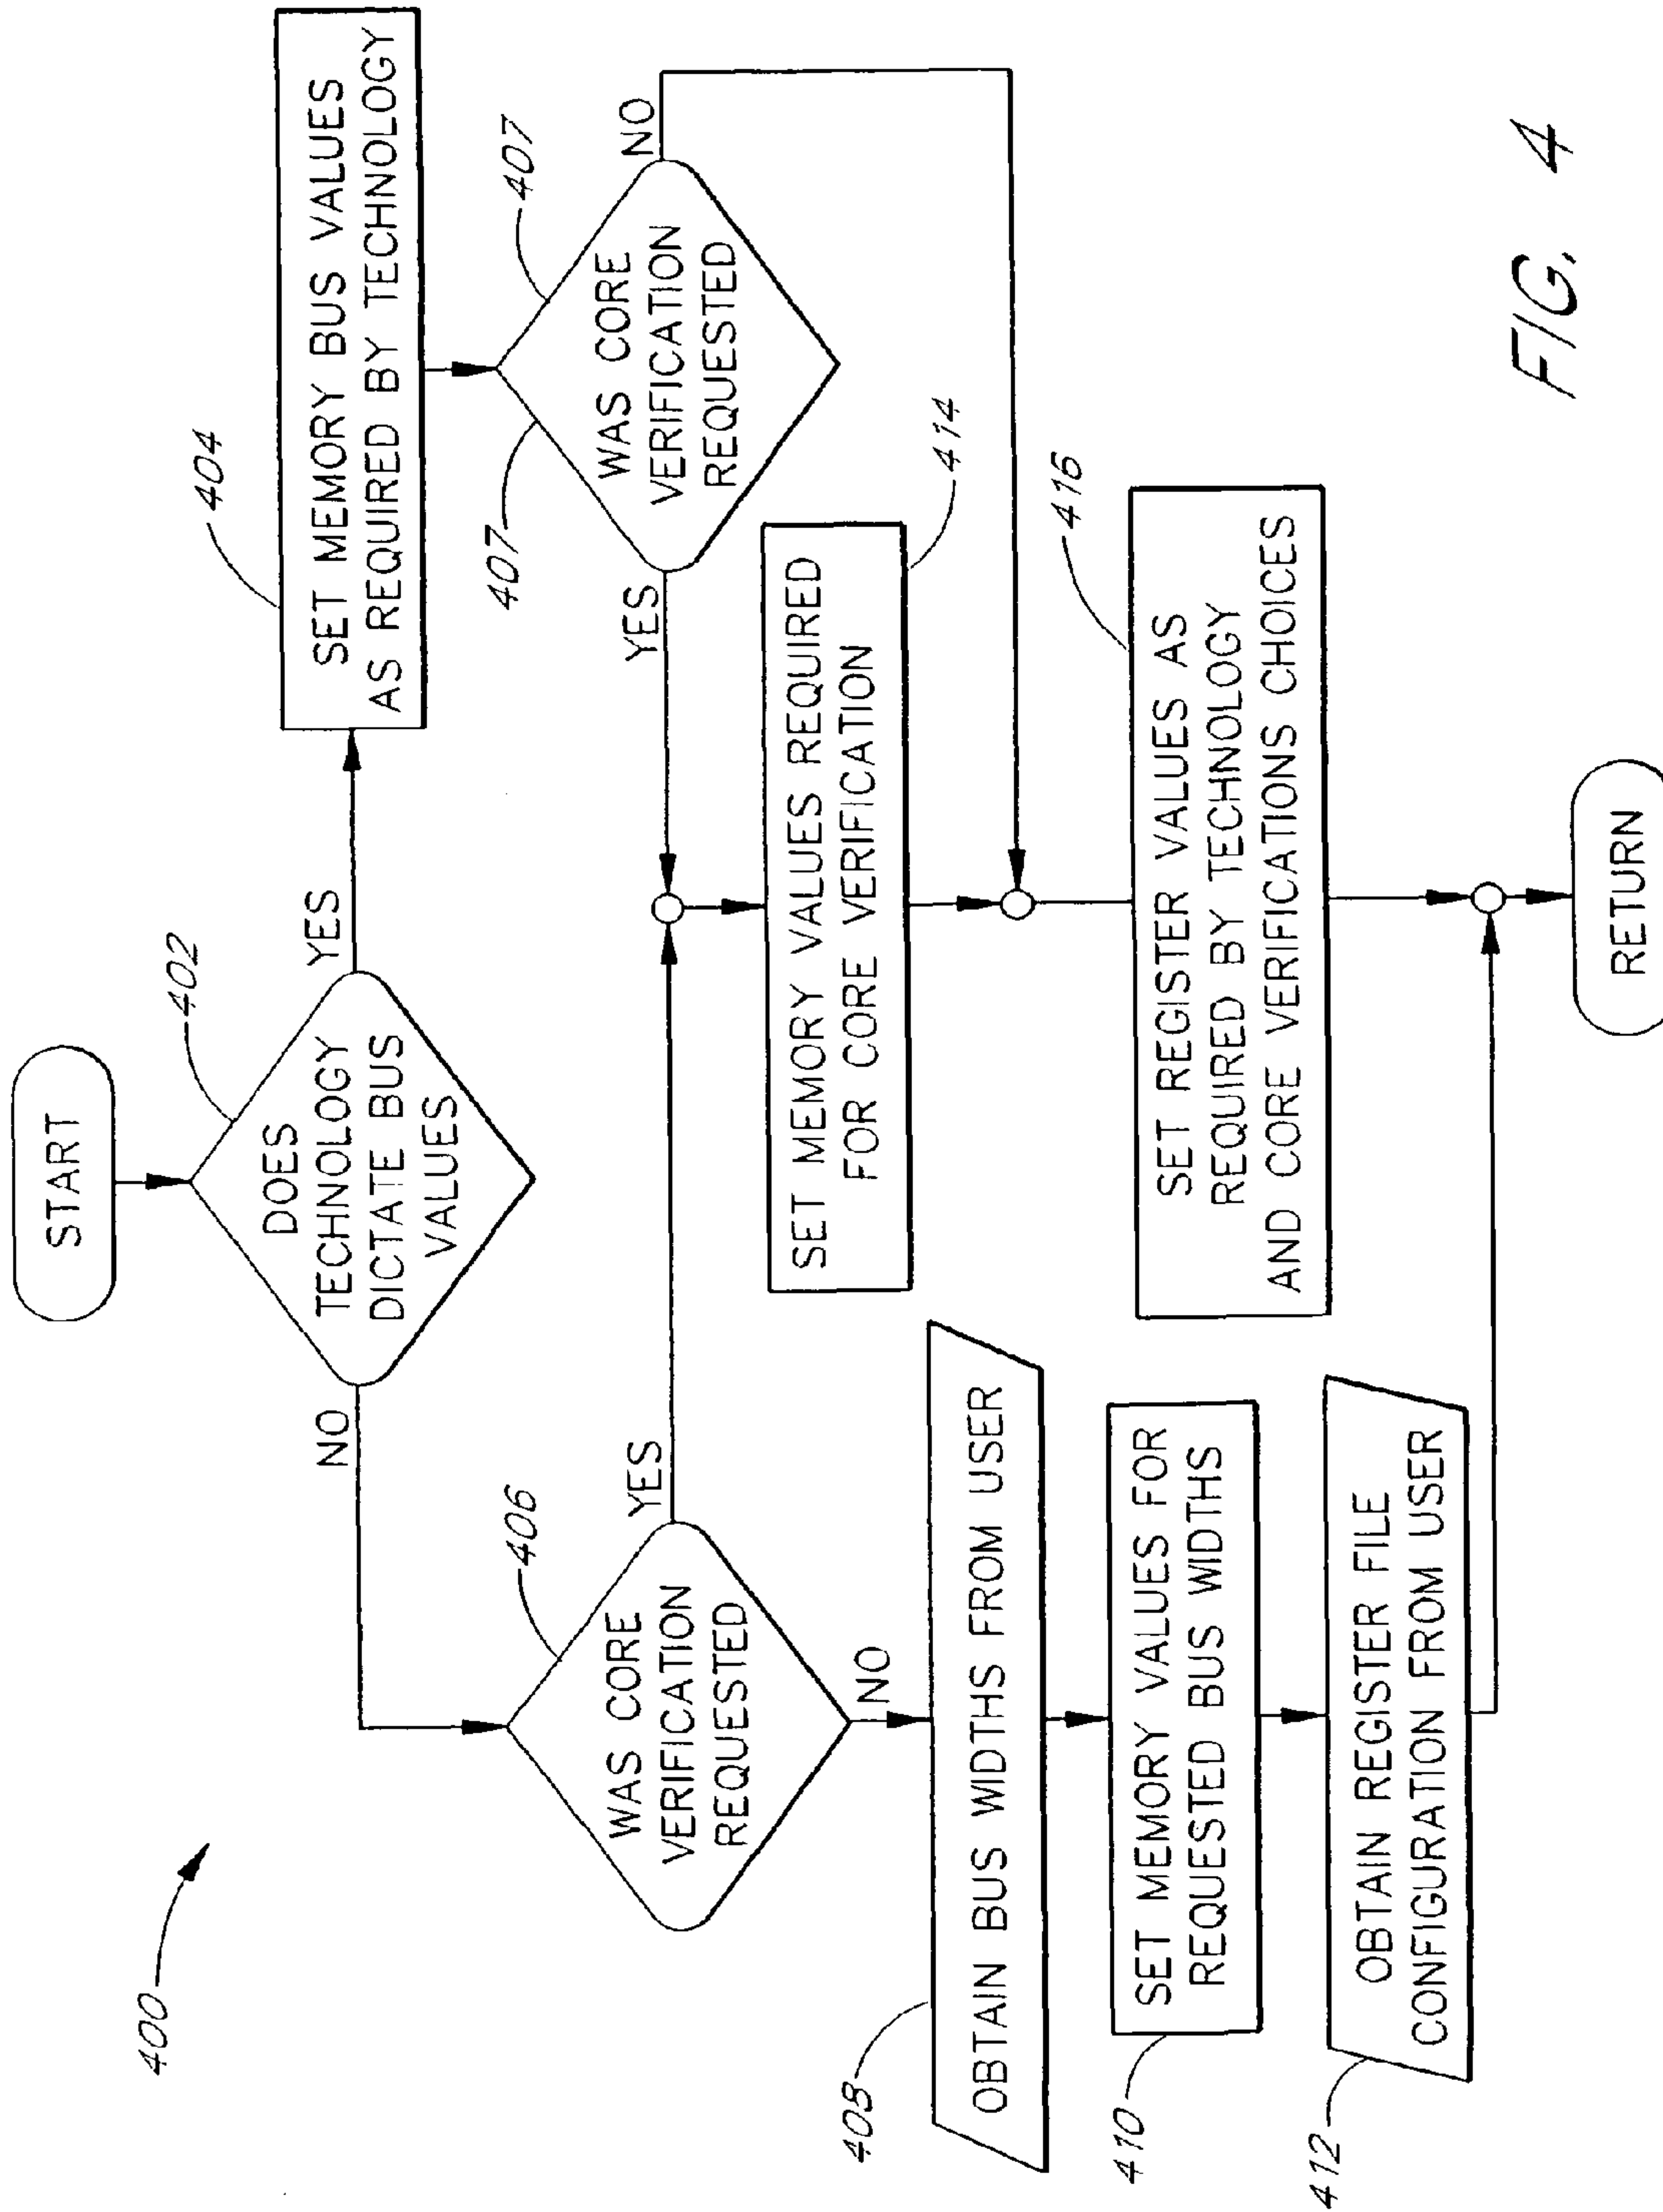 400
START
402
DOES
TECHNOLOGY
DICTATE BUS
VALUES
NO
YES
404
SET MEMORY BUS VALUES
AS REQUIRED BY TECHNOLOGY
406
WAS CORE
VERIFICATION
REQUESTED
YES
NO
407
407
WAS CORE
VERIFICATION
REQUESTED
YES
NO
408
OBTAIN BUS WIDTHS FROM USER
SET MEMORY VALUES REQUIRED
FOR CORE VERIFICATION
414
410
SET MEMORY VALUES FOR
REQUESTED BUS WIDTHS
416
SET REGISTER VALUES AS
REQUIRED BY TECHNOLOGY
AND CORE VERIFICATIONS CHOICES
412
OBTAIN REGISTER FILE
CONFIGURATION FROM USER
RETURN
FIG. 4